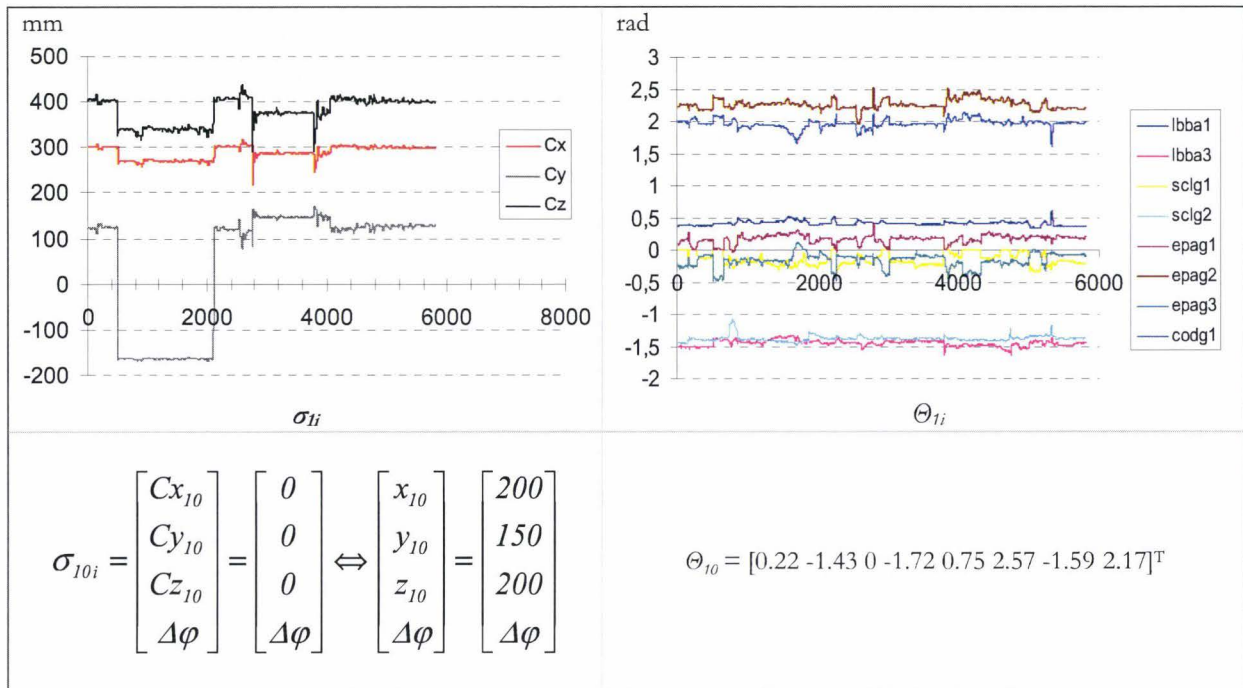 mm
500
400
300
200
100
0
-100
-200
0 2000 4000 6000 8000
Cx
Cy
Cz
σ1i
rad
3
2,5
2
1,5
1
0,5
0
-0,5
-1
-1,5
-2
0 2000 4000 6000 8000
lbba1
lbba3
sclg1
sclg2
epag1
epag2
epag3
codg1
Θ1i
σ10i = [Cx10 Cy10 Cz10 Δφ] = [0 0 0 Δφ] ⇔ [x10 y10 z10 Δφ] = [200 150 200 Δφ]
Θ10 = [0.22 -1.43 0 -1.72 0.75 2.57 -1.59 2.17]T